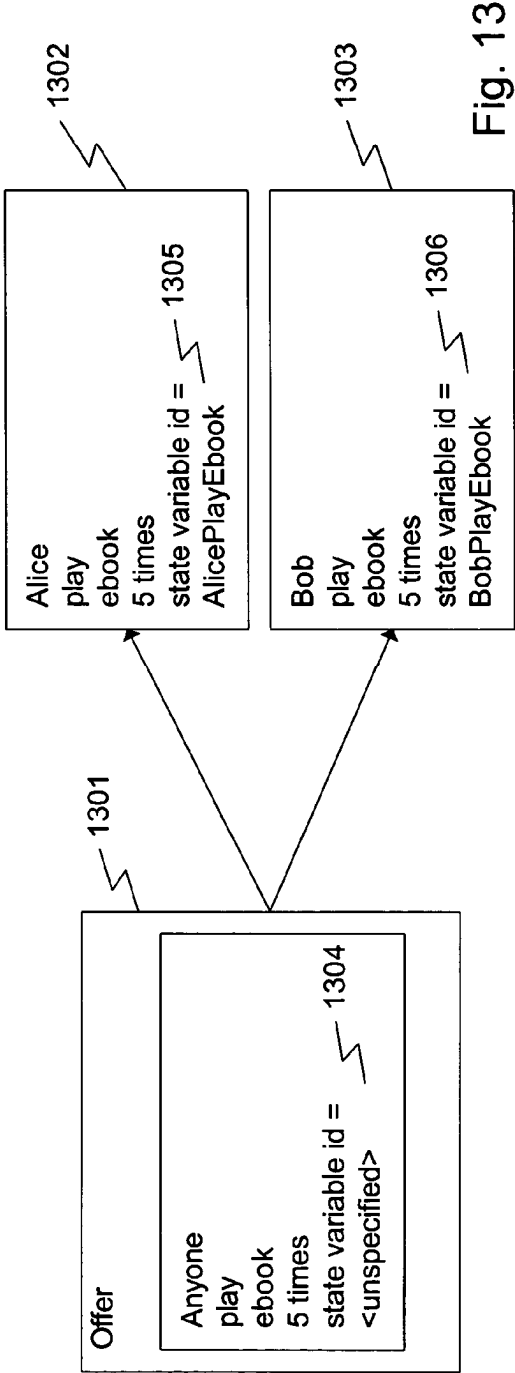 Offer
1301
Anyone
play
ebook
5 times
state variable id =
<unspecified>
1304
1302
Alice
play
ebook
5 times
state variable id =
AlicePlayEbook
1305
1303
Bob
play
ebook
5 times
state variable id =
BobPlayEbook
1306
Fig. 13